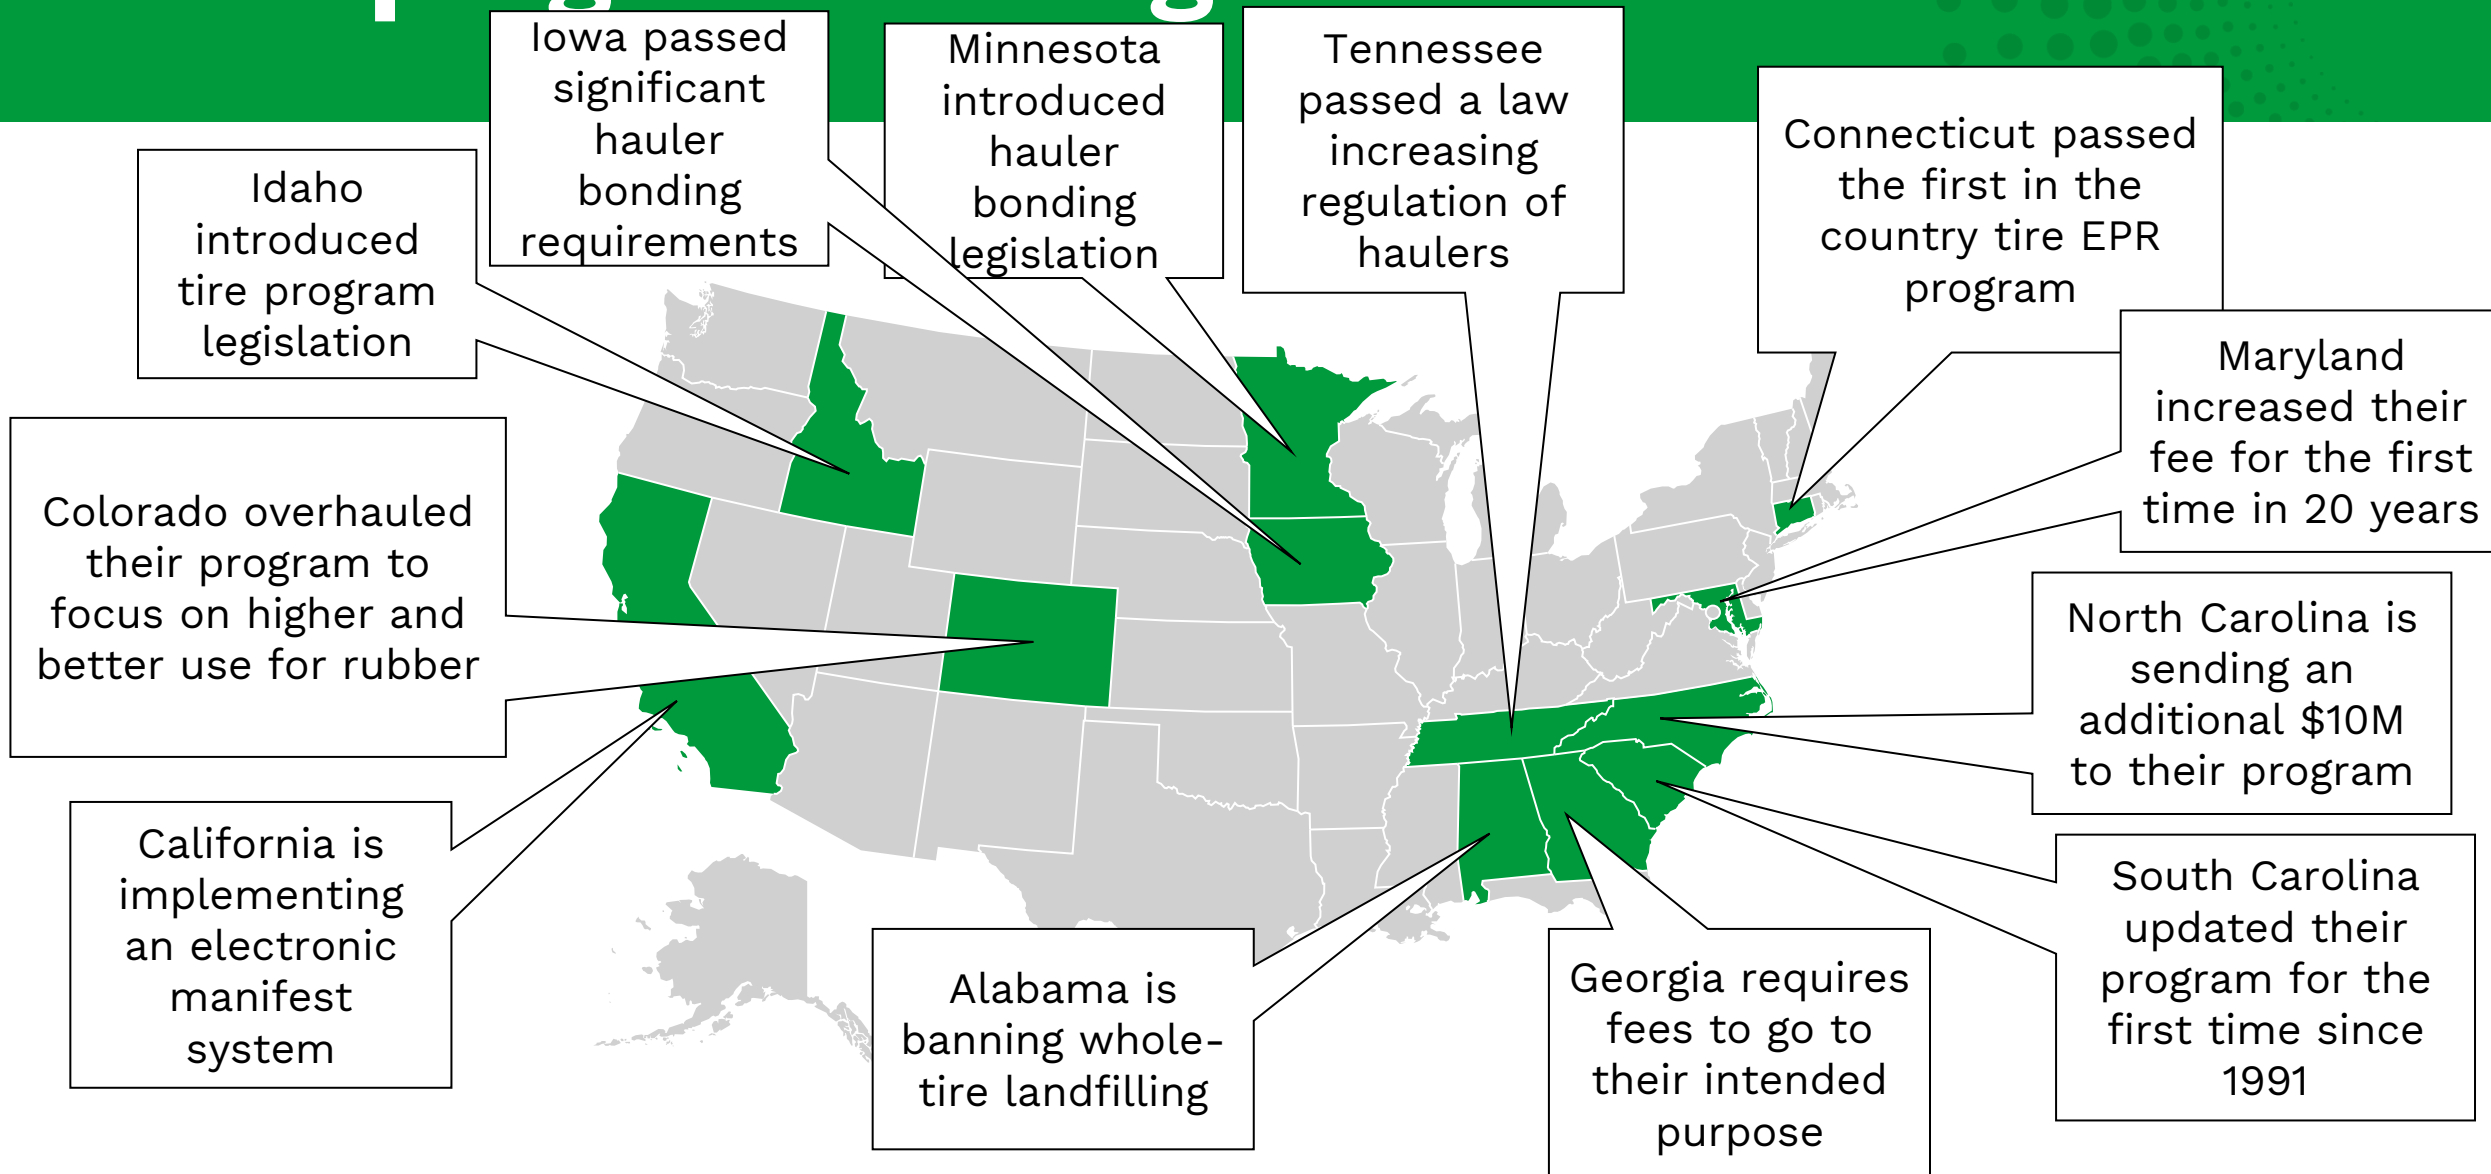 Iowa passed
significant
hauler
bonding
requirements
Minnesota
introduced
hauler
bonding
legislation
Tennessee
passed a law
increasing
regulation of
haulers
Connecticut passed
the first in the
country tire EPR
program
Idaho
introduced
tire program
legislation
Maryland
increased their
fee for the first
time in 20 years
Colorado overhauled
their program to
focus on higher and
better use for rubber
North Carolina is
sending an
additional $10M
to their program
California is
implementing
an electronic
manifest
system
South Carolina
updated their
program for the
first time since
1991
Alabama is
banning whole-
tire landfilling
Georgia requires
fees to go to
their intended
purpose